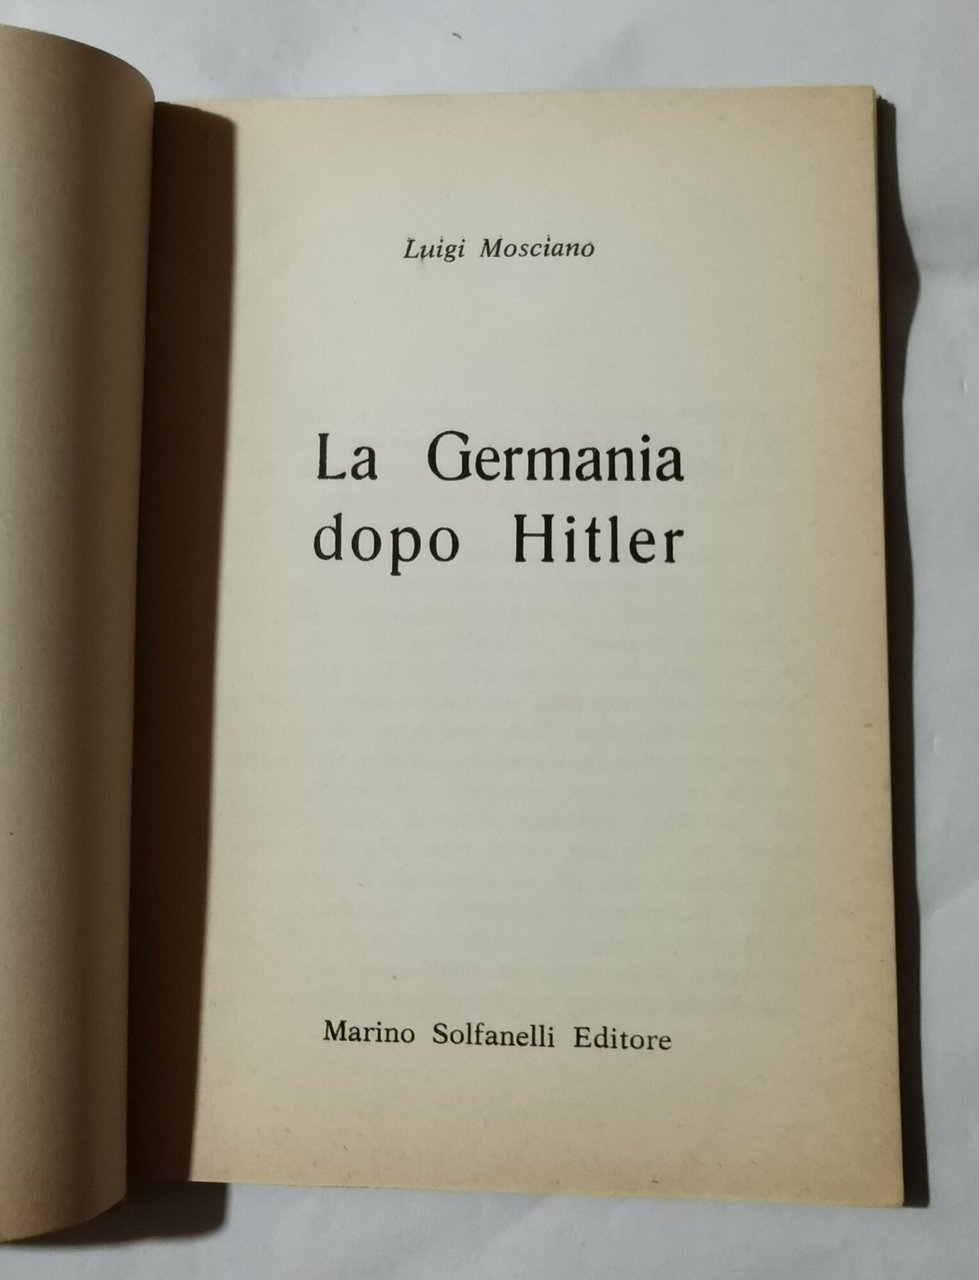 Luigi Mosciano
La Germania
dopo Hitler
Marino Solfanelli Editore